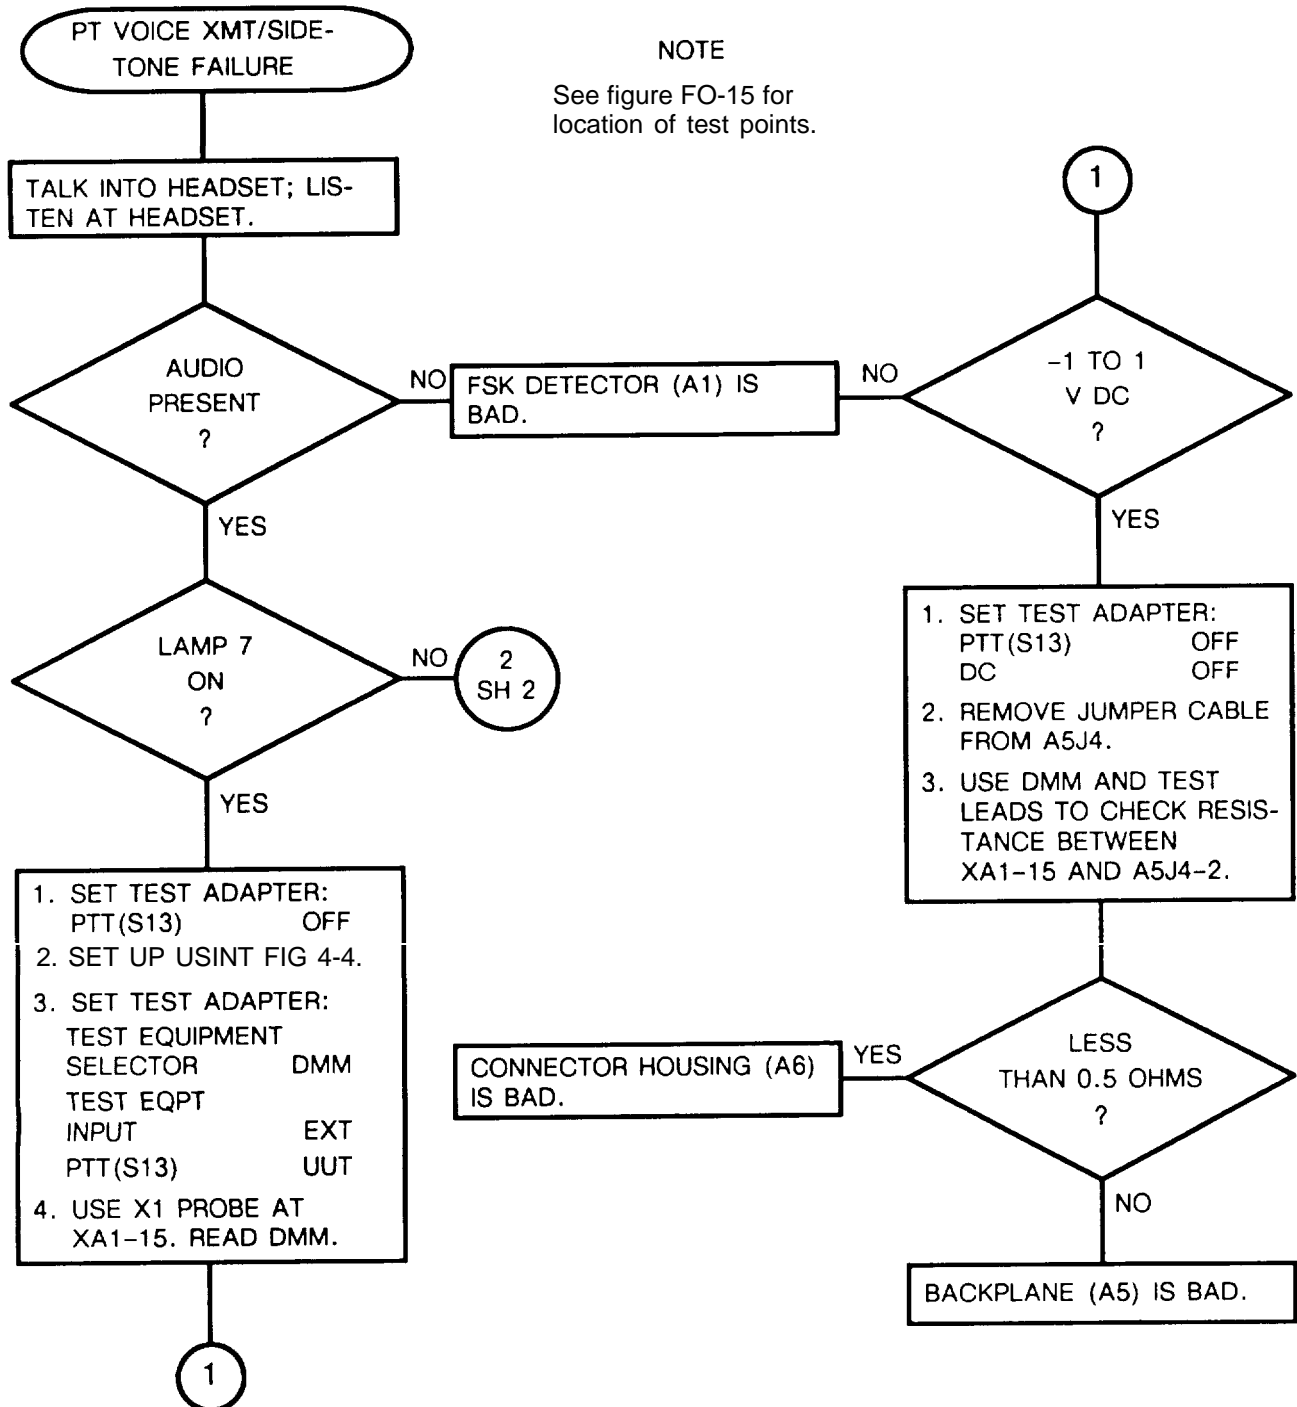 PT VOICE XMT/SIDE-
TONE FAILURE
NOTE
See figure FO-15 for
location of test points.
TALK INTO HEADSET; LIS-
TEN AT HEADSET.
AUDIO
PRESENT
?
NO
YES
FSK DETECTOR (A1) IS
BAD.
LAMP 7
ON
?
NO
2
SH 2
YES
1. SET TEST ADAPTER:
PTT(S13) OFF
2. SET UP USINT FIG 4-4.
3. SET TEST ADAPTER:
TEST EQUIPMENT
SELECTOR DMM
TEST EQPT
INPUT EXT
PTT(S13) UUT
4. USE X1 PROBE AT
XA1-15. READ DMM.
1
1
-1 TO 1
V DC
?
NO
YES
1. SET TEST ADAPTER:
PTT(S13) OFF
DC OFF
2. REMOVE JUMPER CABLE
FROM A5J4.
3. USE DMM AND TEST
LEADS TO CHECK RESIS-
TANCE BETWEEN
XA1-15 AND A5J4-2.
LESS
THAN 0.5 OHMS
?
YES
CONNECTOR HOUSING (A6)
IS BAD.
NO
BACKPLANE (A5) IS BAD.